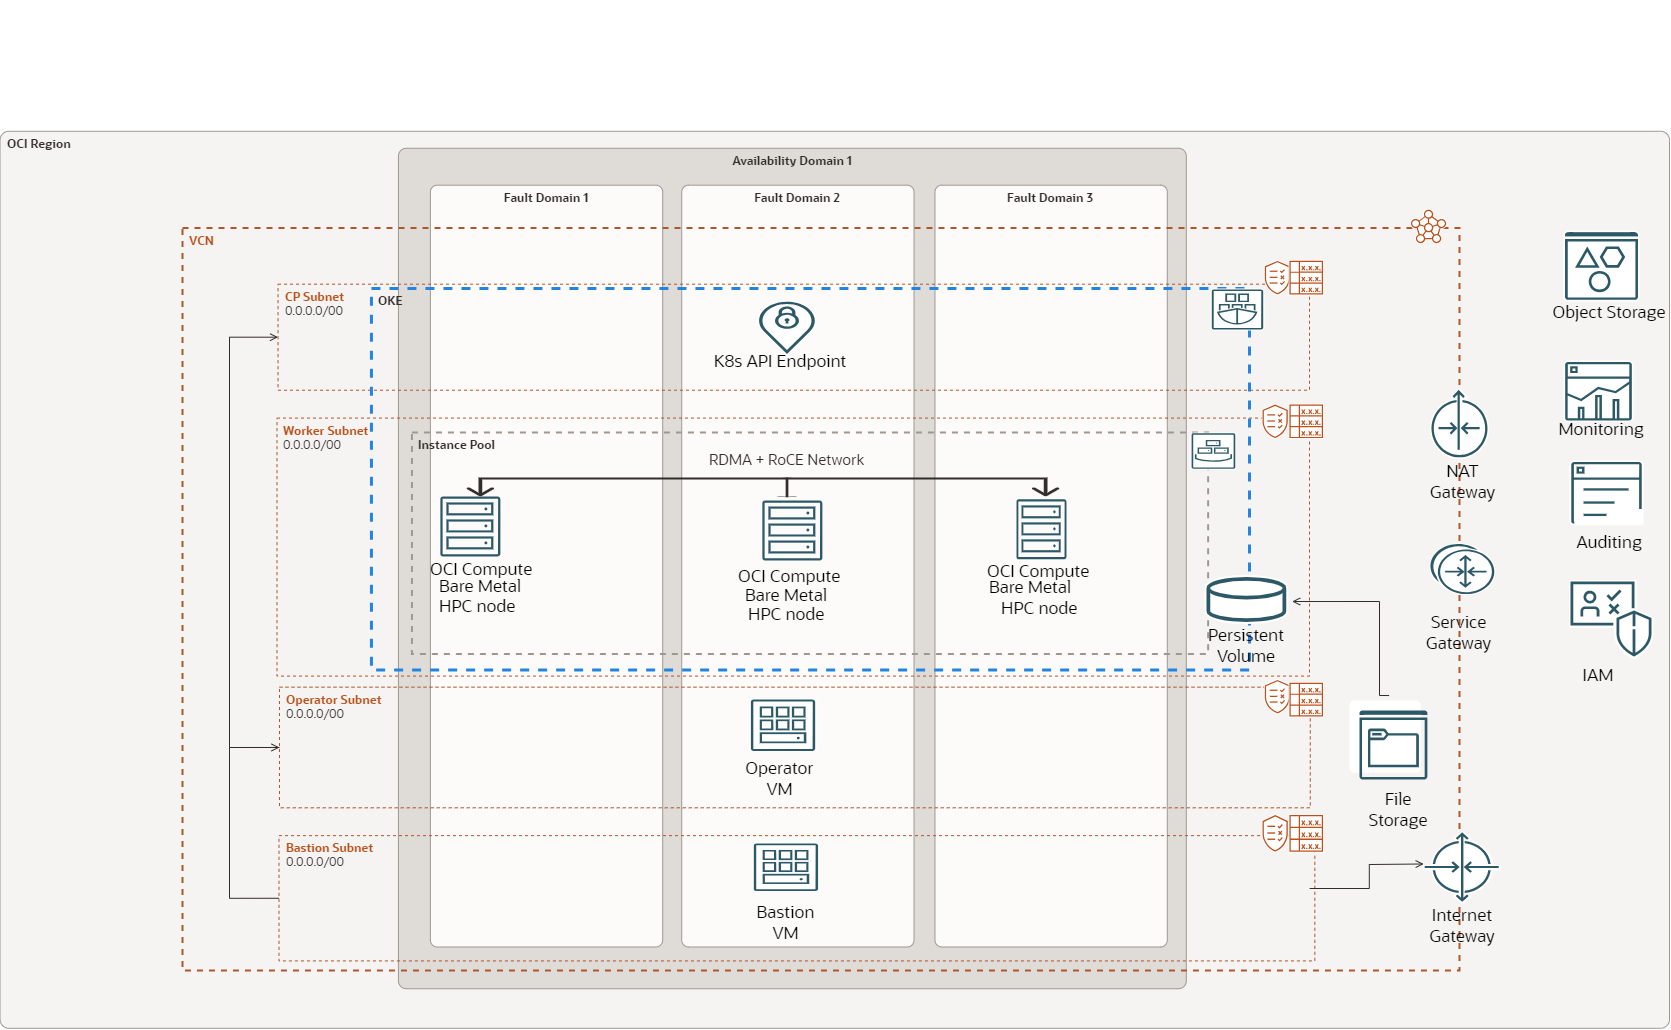 OCI Region
Availability Domain 1
Fault Domain 1
Fault Domain 2
Fault Domain 3
VCN
CP Subnet
0.0.0.0/00
OKE
x.x.x.
x.x.x.
x.x.x.
K8s API Endpoint
Object Storage
Worker Subnet
0.0.0.0/00
Instance Pool
x.x.x.
x.x.x.
x.x.x.
RDMA + RoCE Network
Monitoring
NAT
Gateway
OCI Compute
Bare Metal
HPC node
OCI Compute
Bare Metal
HPC node
OCI Compute
Bare Metal
HPC node
Auditing
Persistent
Volume
Service
Gateway
IAM
Operator Subnet
0.0.0.0/00
x.x.x.
x.x.x.
x.x.x.
Operator
VM
File
Storage
Bastion Subnet
0.0.0.0/00
x.x.x.
x.x.x.
x.x.x.
Bastion
VM
Internet
Gateway